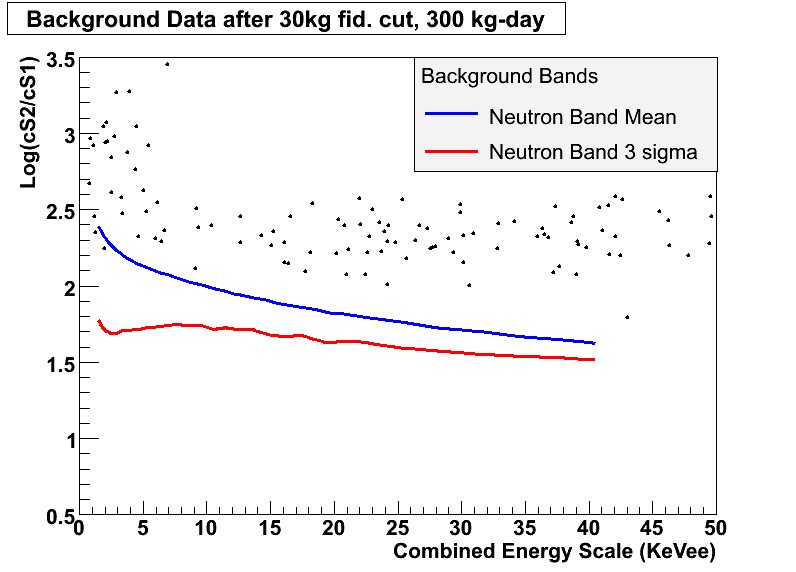 Background Data after 30kg fid. cut, 300 kg-day
Log(cS2/cS1)
3.5
3
2.5
2
1.5
1
0.5
Background Bands
Neutron Band Mean
Neutron Band 3 sigma
0 5 10 15 20 25 30 35 40 45 50
Combined Energy Scale (KeVee)